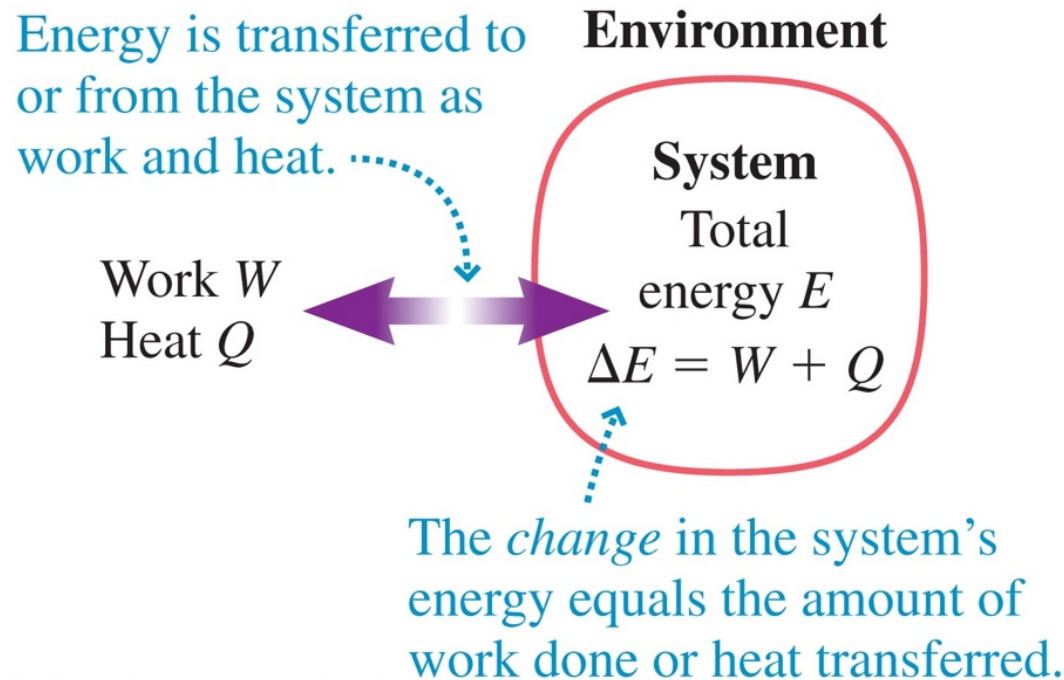 Energy is transferred to
or from the system as
work and heat.
Environment
System
Total
energy E
ΔE = W + Q
Work W
Heat Q
The change in the system's
energy equals the amount of
work done or heat transferred.